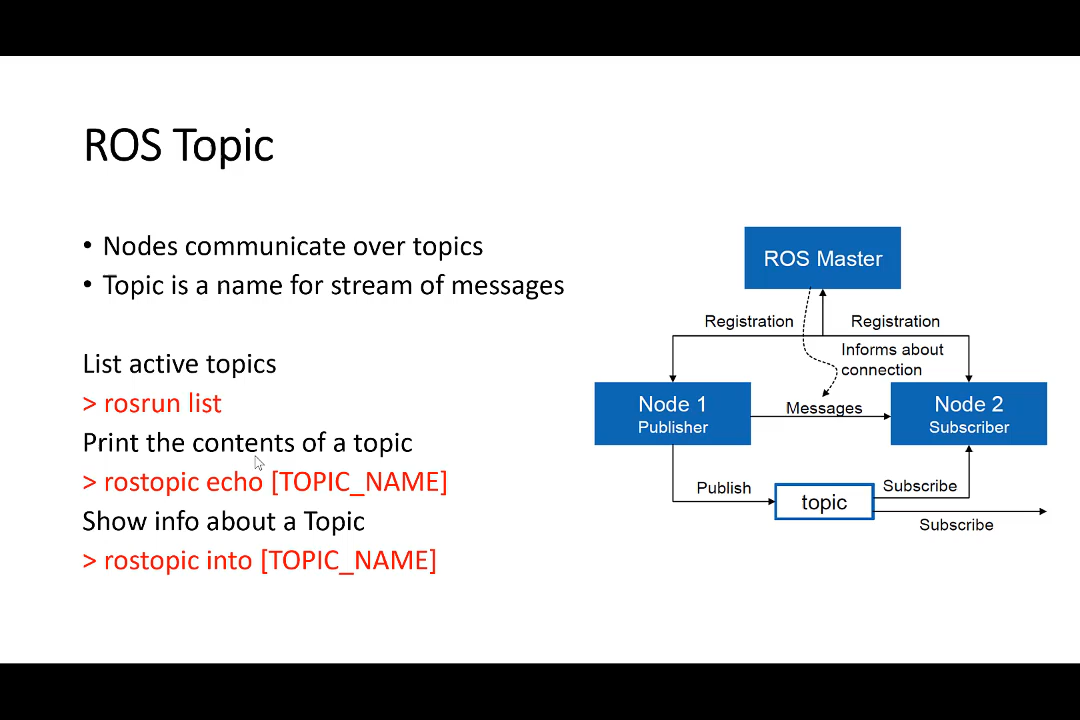 ROS Topic
• Nodes communicate over topics
• Topic is a name for stream of messages
List active topics
> rosrun list
Print the contents of a topic
> rostopic echo [TOPIC_NAME]
Show info about a Topic
> rostopic into [TOPIC_NAME]
ROS Master
Registration
Registration
Informs about
connection
Node 1
Publisher
Messages
Node 2
Subscriber
Publish
topic
Subscribe
Subscribe